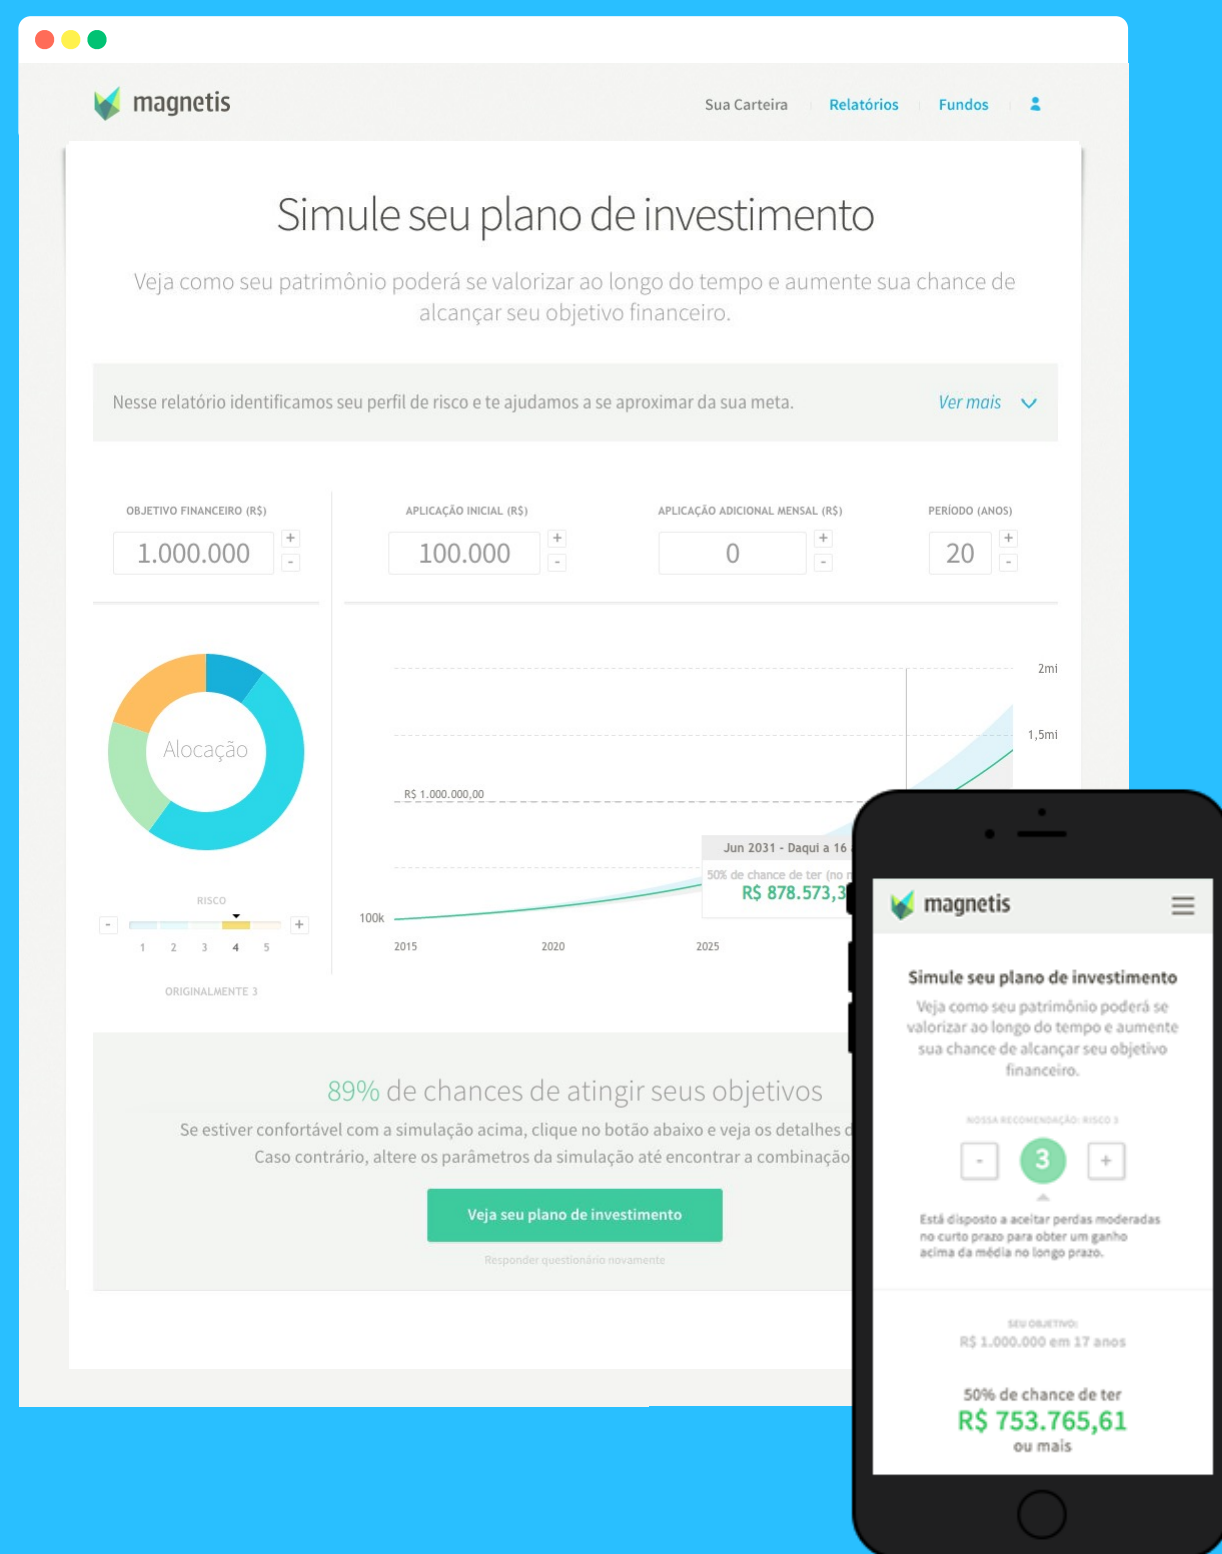 magnetis
Sua Carteira
Relatórios
Fundos
Simule seu plano de investimento
Veja como seu patrimônio poderá se valorizar ao longo do tempo e aumente sua chance de
alcançar seu objetivo financeiro.
Nesse relatório identificamos seu perfil de risco e te ajudamos a se aproximar da sua meta.
Ver mais
OBJETIVO FINANCEIRO (R$)
1.000.000
+
-
APLICAÇÃO INICIAL (R$)
100.000
+
-
APLICAÇÃO ADICIONAL MENSAL (R$)
0
+
-
PERÍODO (ANOS)
20
+
-
Alocação
RISCO
-
+
1 2 3 4 5
ORIGINALMENTE 3
2mi
1,5mi
R$ 1.000.000,00
Jun 2031 - Daqui a 16
50% de chance de ter (no
R$ 878.573,3
100k
2015 2020 2025
89% de chances de atingir seus objetivos
Se estiver confortável com a simulação acima, clique no botão abaixo e veja os detalhes
Caso contrário, altere os parâmetros da simulação até encontrar a combinação
Veja seu plano de investimento
Responder questionário novamente
magnetis
Simule seu plano de investimento
Veja como seu patrimônio poderá se
valorizar ao longo do tempo e aumente
sua chance de alcançar seu objetivo
financeiro.
NOSSA RECOMENDAÇÃO: RISCO 3
- 3 +
Está disposto a aceitar perdas moderadas
no curto prazo para obter um ganho
acima da média no longo prazo.
SEU OBJETIVO:
R$ 1.000.000 em 17 anos
50% de chance de ter
R$ 753.765,61
ou mais